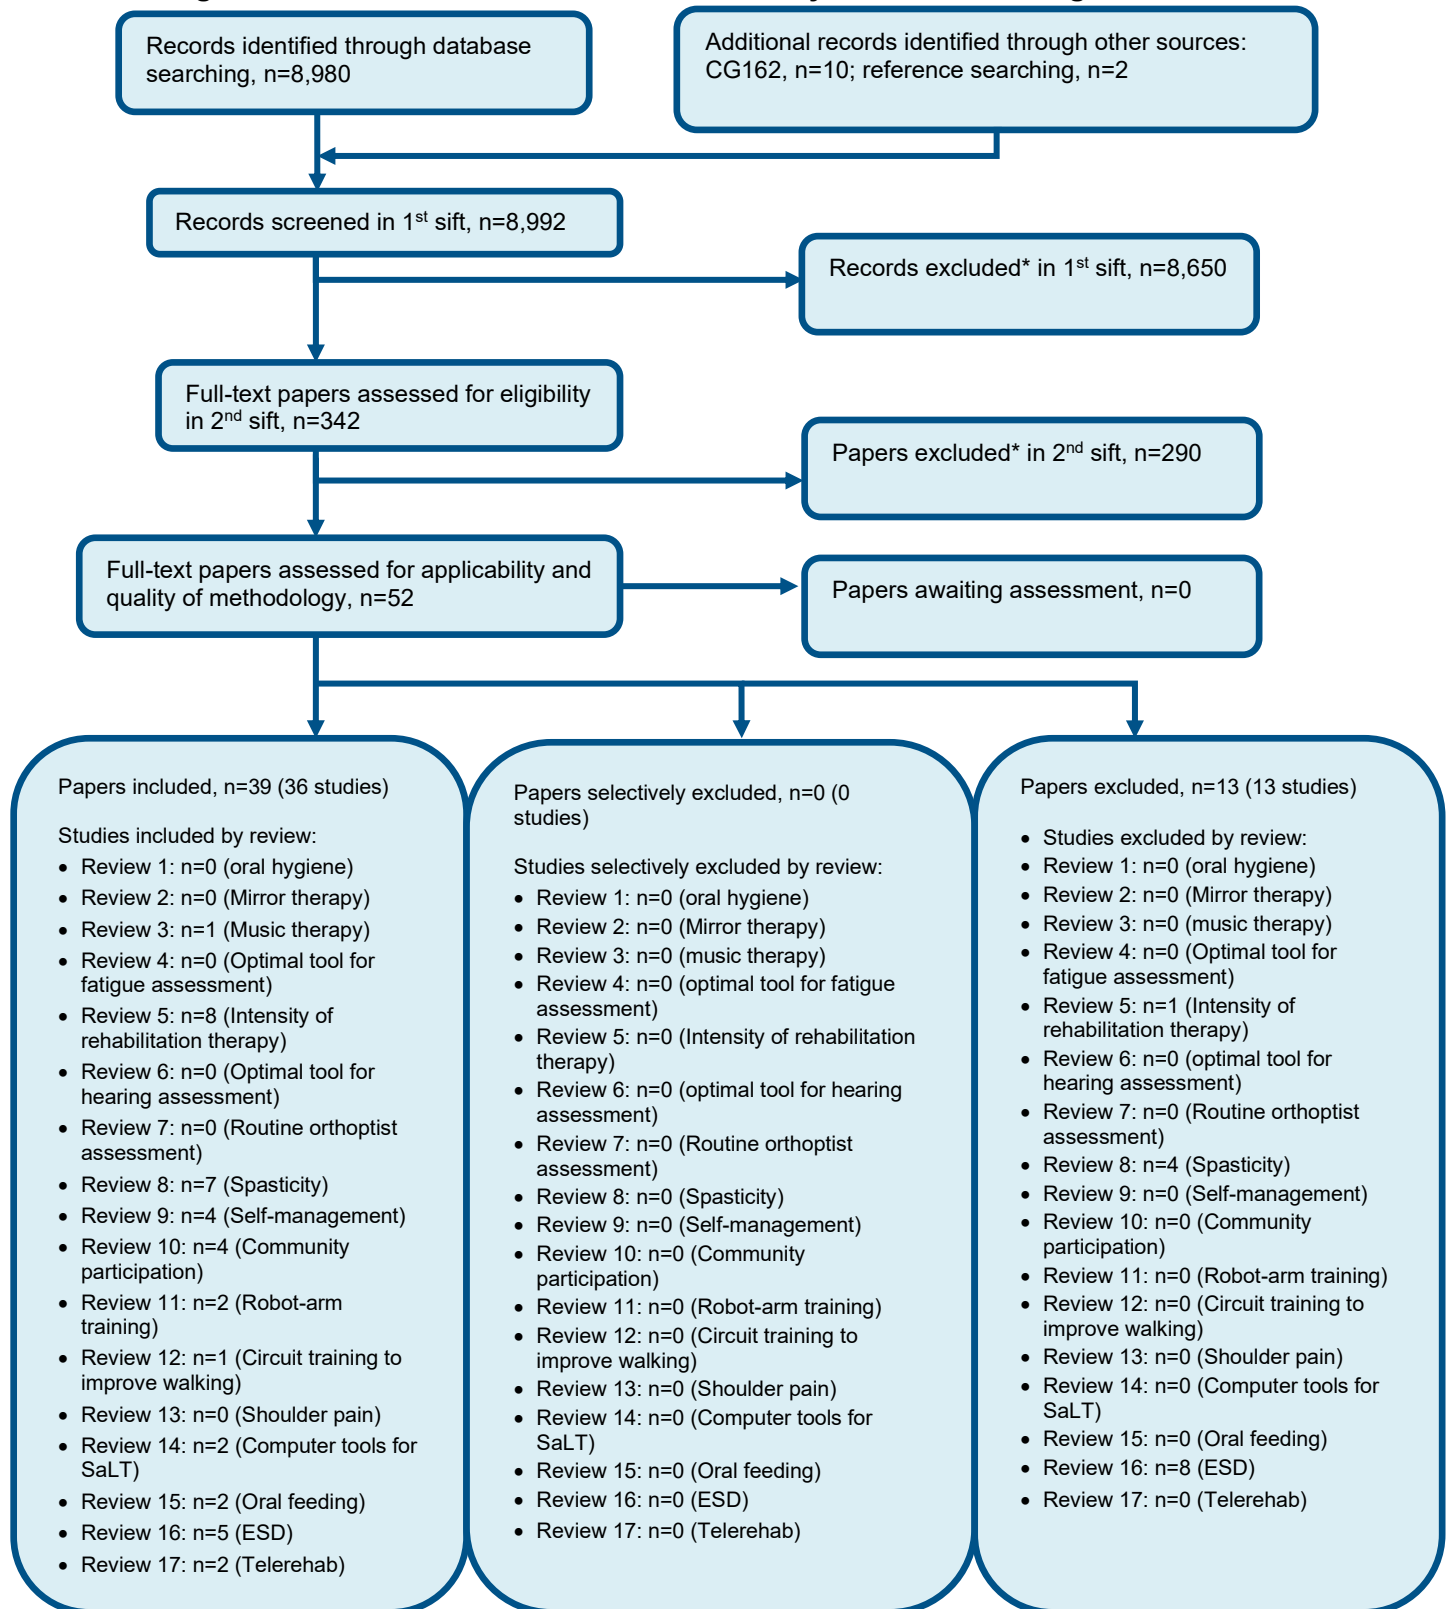 Records identified through database
searching, n=8,980
Additional records identified through other sources:
CG162, n=10; reference searching, n=2
Records screened in 1st sift, n=8,992
Records excluded* in 1st sift, n=8,650
Full-text papers assessed for eligibility
in 2nd sift, n=342
Papers excluded* in 2nd sift, n=290
Full-text papers assessed for applicability and
quality of methodology, n=52
Papers awaiting assessment, n=0
Papers included, n=39 (36 studies)
Studies included by review:
• Review 1: n=0 (oral hygiene)
• Review 2: n=0 (Mirror therapy)
• Review 3: n=1 (Music therapy)
• Review 4: n=0 (Optimal tool for
fatigue assessment)
• Review 5: n=8 (Intensity of
rehabilitation therapy)
• Review 6: n=0 (Optimal tool for
hearing assessment)
• Review 7: n=0 (Routine orthoptist
assessment)
• Review 8: n=7 (Spasticity)
• Review 9: n=4 (Self-management)
• Review 10: n=4 (Community
participation)
• Review 11: n=2 (Robot-arm
training)
• Review 12: n=1 (Circuit training to
improve walking)
• Review 13: n=0 (Shoulder pain)
• Review 14: n=2 (Computer tools for
SaLT)
• Review 15: n=2 (Oral feeding)
• Review 16: n=5 (ESD)
• Review 17: n=2 (Telerehab)
Papers selectively excluded, n=0 (0
studies)
Studies selectively excluded by review:
• Review 1: n=0 (oral hygiene)
• Review 2: n=0 (Mirror therapy)
• Review 3: n=0 (music therapy)
• Review 4: n=0 (optimal tool for fatigue
assessment)
• Review 5: n=0 (Intensity of rehabilitation
therapy)
• Review 6: n=0 (optimal tool for hearing
assessment)
• Review 7: n=0 (Routine orthoptist
assessment)
• Review 8: n=0 (Spasticity)
• Review 9: n=0 (Self-management)
• Review 10: n=0 (Community
participation)
• Review 11: n=0 (Robot-arm training)
• Review 12: n=0 (Circuit training to
improve walking)
• Review 13: n=0 (Shoulder pain)
• Review 14: n=0 (Computer tools for
SaLT)
• Review 15: n=0 (Oral feeding)
• Review 16: n=0 (ESD)
• Review 17: n=0 (Telerehab)
Papers excluded, n=13 (13 studies)
• Studies excluded by review:
• Review 1: n=0 (oral hygiene)
• Review 2: n=0 (Mirror therapy)
• Review 3: n=0 (music therapy)
• Review 4: n=0 (Optimal tool for
fatigue assessment)
• Review 5: n=1 (Intensity of
rehabilitation therapy)
• Review 6: n=0 (optimal tool for
hearing assessment)
• Review 7: n=0 (Routine orthoptist
assessment)
• Review 8: n=4 (Spasticity)
• Review 9: n=0 (Self-management)
• Review 10: n=0 (Community
participation)
• Review 11: n=0 (Robot-arm training)
• Review 12: n=0 (Circuit training to
improve walking)
• Review 13: n=0 (Shoulder pain)
• Review 14: n=0 (Computer tools for
SaLT)
• Review 15: n=0 (Oral feeding)
• Review 16: n=8 (ESD)
• Review 17: n=0 (Telerehab)